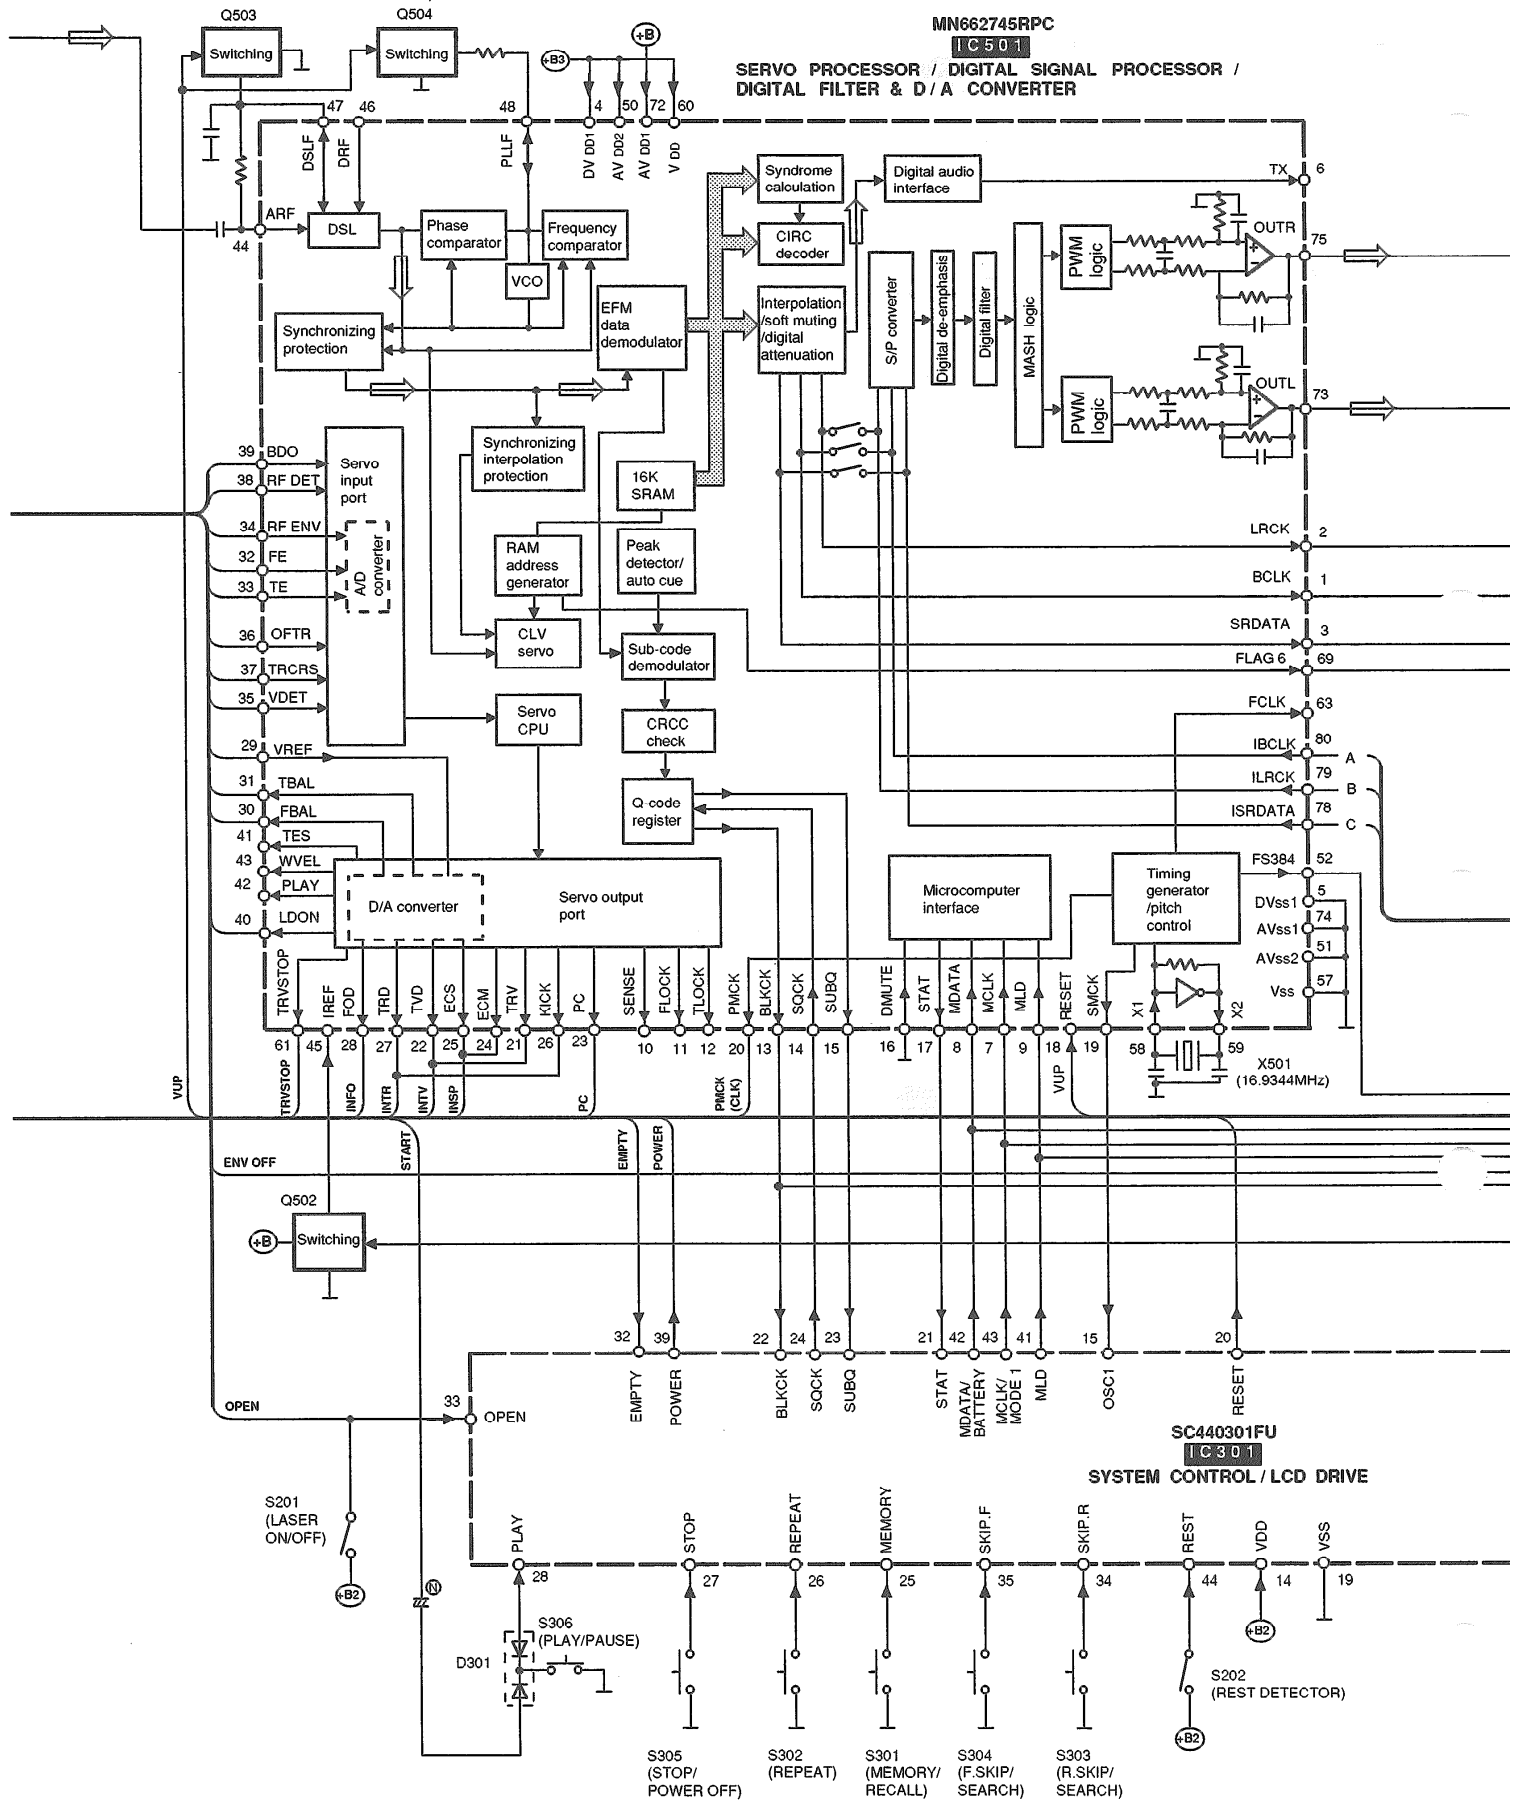 Q503
Switching
Q504
Switching
+B3
+B
MN662745RPC
IC501
SERVO PROCESSOR / DIGITAL SIGNAL PROCESSOR /
DIGITAL FILTER & D/A CONVERTER
47
46
48
4
50
72
60
DSLF
DRF
PLLF
DV DD1
AV DD2
AV DD1
V DD
ARF
44
DSL
Phase
comparator
Frequency
comparator
VCO
Synchronizing
protection
EFM
data
demodulator
Syndrome
calculation
CIRC
decoder
Interpolation
/soft muting
/digital
attenuation
Digital audio
interface
S/P converter
Digital de-emphasis
Digital filter
MASH logic
PWM
logic
PWM
logic
TX
6
OUTR
75
OUTL
73
Synchronizing
interpolation
protection
16K
SRAM
RAM
address
generator
Peak
detector/
auto cue
CLV
servo
Sub-code
demodulator
Servo
CPU
CRCC
check
Q-code
register
39
BDO
38
RF DET
34
RF ENV
32
FE
33
TE
36
OFTR
37
TRCRS
35
VDET
29
VREF
31
TBAL
30
FBAL
41
TES
43
WVEL
42
PLAY
40
LDON
Servo
input
port
A/D
converter
D/A converter
Servo output
port
Microcomputer
interface
Timing
generator
/pitch
control
LRCK
2
BCLK
1
SRDATA
3
FLAG 6
69
FCLK
63
IBCLK
80
A
ILRCK
79
B
ISRDATA
78
C
FS384
52
DVss1
5
AVss1
74
AVss2
51
Vss
57
TRVSTOP
IREF
FOD
TRD
TVD
ECS
ECM
TRV
KICK
PC
SENSE
FLOCK
TLOCK
PMCK
BLKCK
SQCK
SUBQ
DMUTE
STAT
MDATA
MCLK
MLD
RESET
SMCK
X1
X2
61
45
28
27
22
25
24
21
26
23
10
11
12
20
13
14
15
16
17
8
7
9
18
19
58
59
X501
(16.9344MHz)
VUP
TRVSTOP
INFO
INTR
INTV
INSP
PC
PMCK
(CLK)
VUP
START
EMPTY
POWER
ENV OFF
Q502
+B
Switching
32
39
22
24
23
21
42
43
41
15
20
EMPTY
POWER
BLKCK
SQCK
SUBQ
STAT
MDATA/
BATTERY
MCLK/
MODE 1
MLD
OSC1
RESET
OPEN
33
OPEN
SC440301FU
IC301
SYSTEM CONTROL / LCD DRIVE
S201
(LASER
ON/OFF)
+B2
N
PLAY
STOP
REPEAT
MEMORY
SKIP.F
SKIP.R
REST
VDD
VSS
28
27
26
25
35
34
44
14
19
+B2
S306
(PLAY/PAUSE)
D301
S202
(REST DETECTOR)
+B2
S305
(STOP/
POWER OFF)
S302
(REPEAT)
S301
(MEMORY/
RECALL)
S304
(F.SKIP/
SEARCH)
S303
(R.SKIP/
SEARCH)